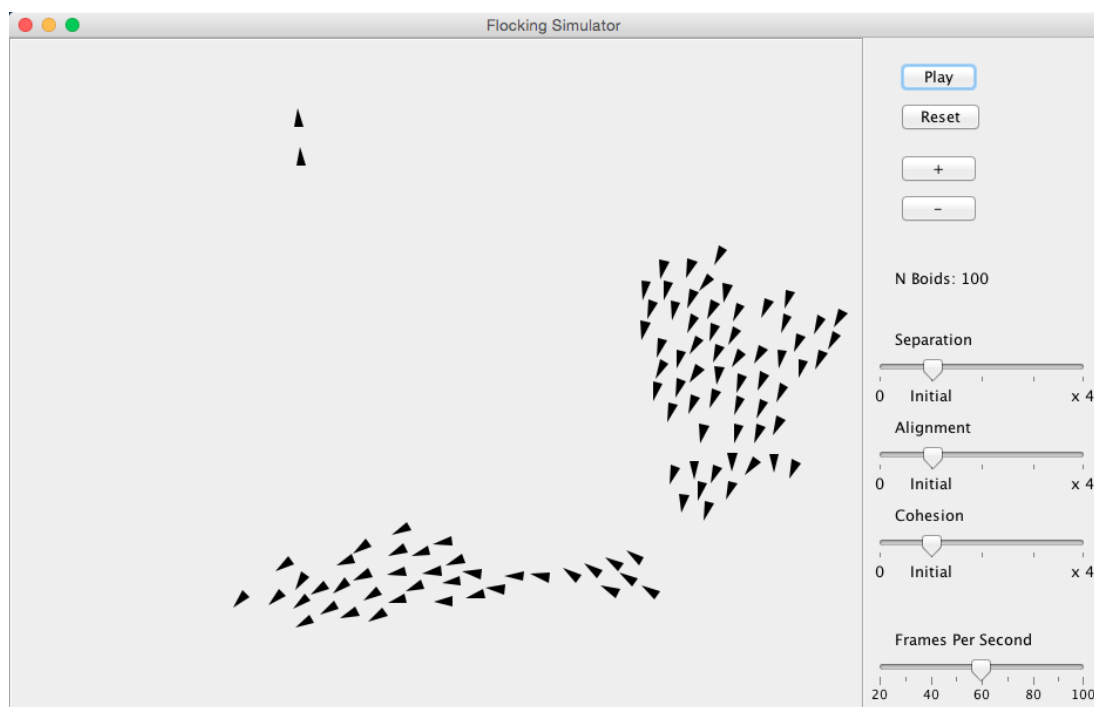 Flocking Simulator
Play
Reset
+
-
N Boids: 100
Separation
0 Initial x 4
Alignment
0 Initial x 4
Cohesion
0 Initial x 4
Frames Per Second
20 40 60 80 100